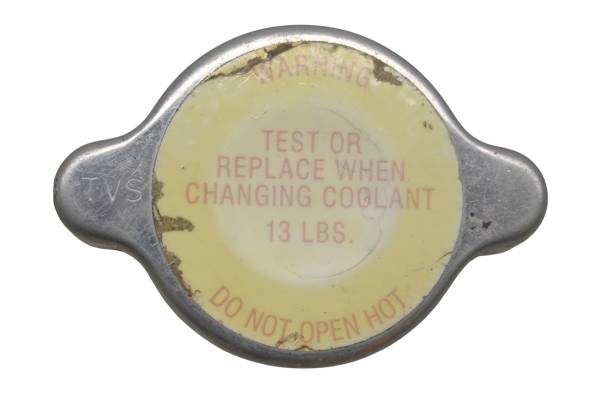 WARNING
TEST OR
REPLACE WHEN
CHANGING COOLANT
13 LBS.
DO NOT OPEN HOT
TVS